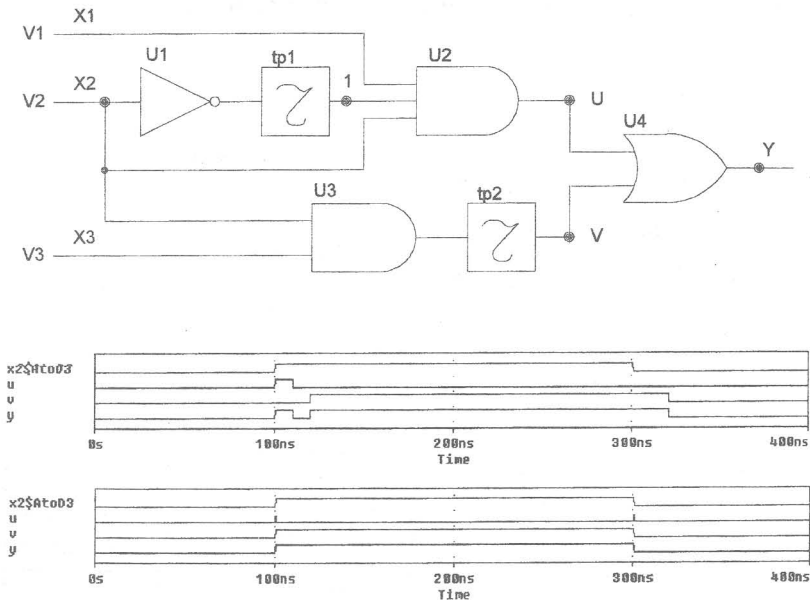 X1
V1
U1
tp1
U2
X2
V2
1
U
U4
Y
U3
tp2
X3
V3
V
x2$AtoD3
u
v
y
0s 100ns 200ns 300ns 400ns
Time
x2$AtoD3
u
v
y
0s 100ns 200ns 300ns 400ns
Time